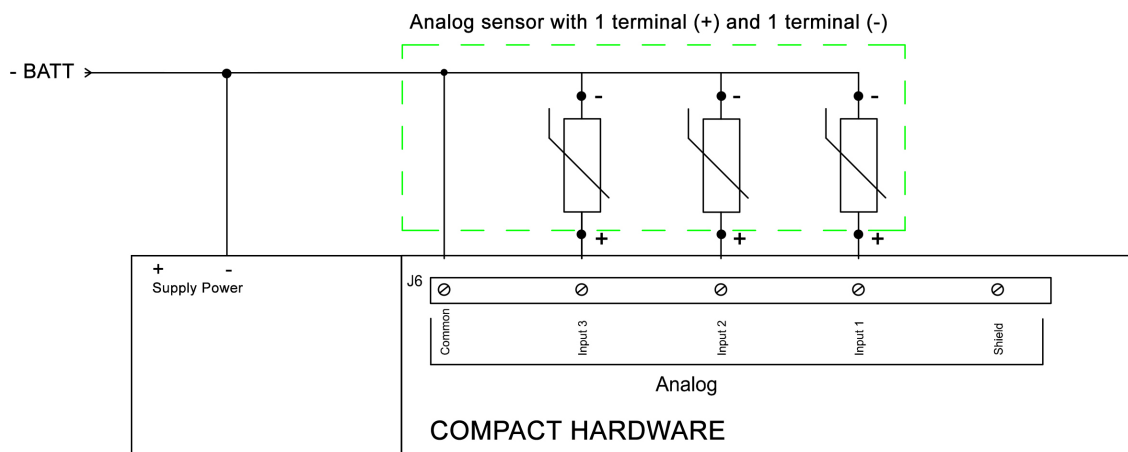 Analog sensor with 1 terminal (+) and 1 terminal (-)
- BATT
- - -
+ + +
+ -
Supply Power
J6
Common
Input 3
Input 2
Input 1
Shield
Analog
COMPACT HARDWARE